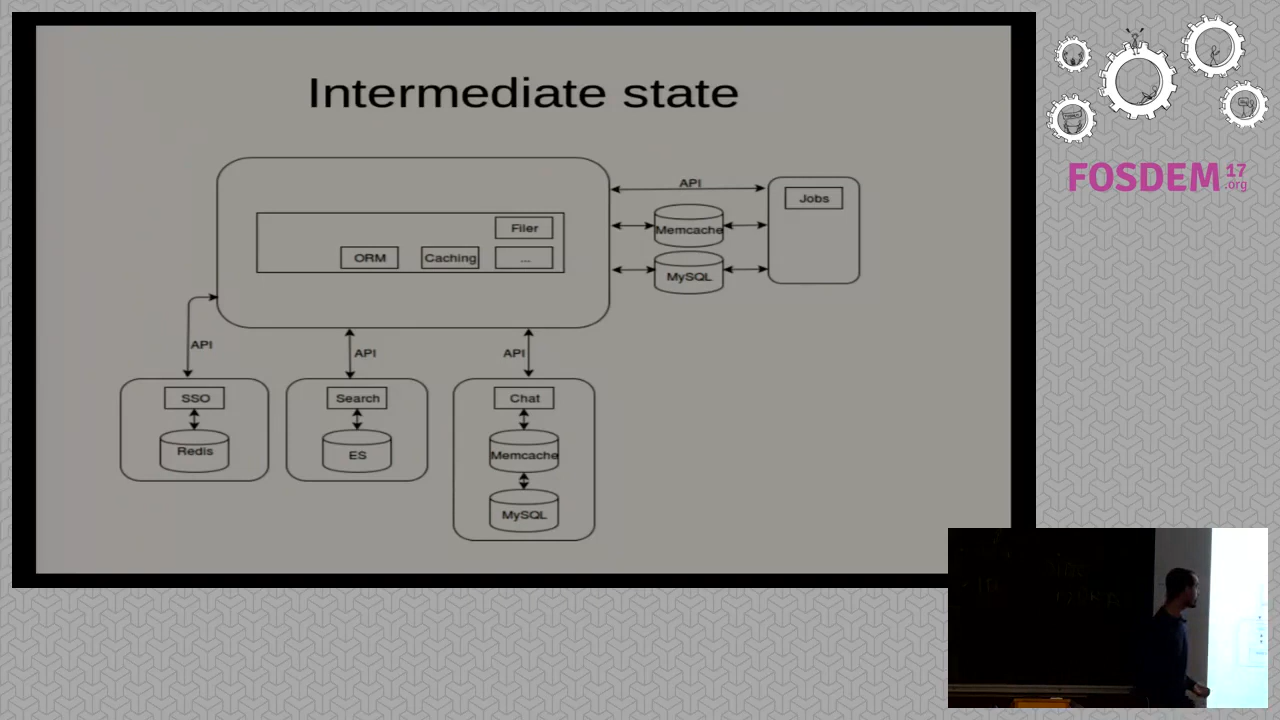 Intermediate state
API
Jobs
Filer
Memcache
ORM
Caching
...
MySQL
API
API
API
SSO
Search
Chat
Redis
ES
Memcache
MySQL
FOSDEM 17
.org